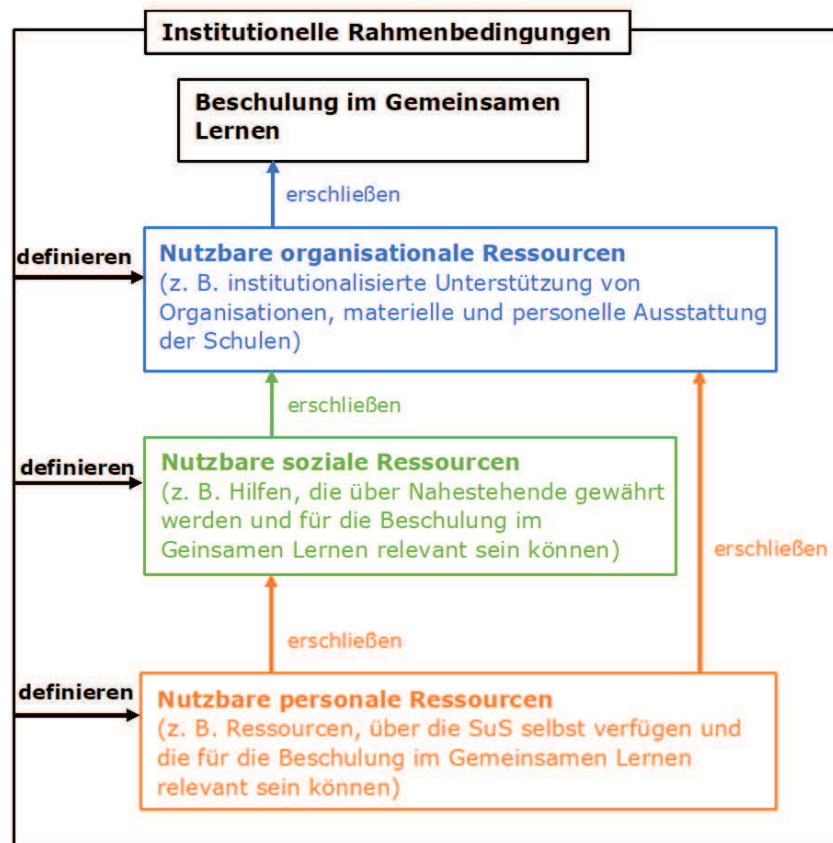 Institutionelle Rahmenbedingungen
Beschulung im Gemeinsamen
Lernen
erschließen
definieren
Nutzbare organisationale Ressourcen
(z. B. institutionalisierte Unterstützung von
Organisationen, materielle und personelle Ausstattung
der Schulen)
erschließen
definieren
Nutzbare soziale Ressourcen
(z. B. Hilfen, die über Nahestehende gewährt
werden und für die Beschulung im
Geinsamen Lernen relevant sein können)
erschließen
erschließen
definieren
Nutzbare personale Ressourcen
(z. B. Ressourcen, über die SuS selbst verfügen und
die für die Beschulung im Gemeinsamen Lernen
relevant sein können)